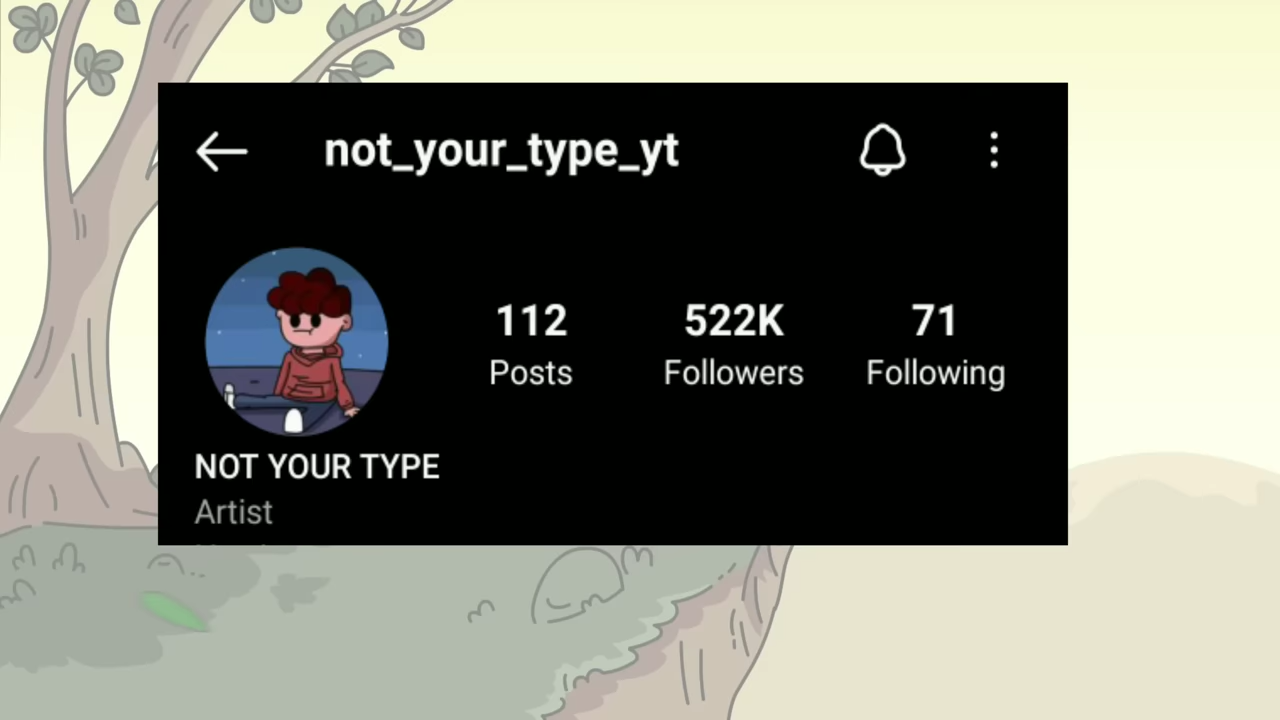 not_your_type_yt
112 522K 71
Posts Followers Following
NOT YOUR TYPE
Artist